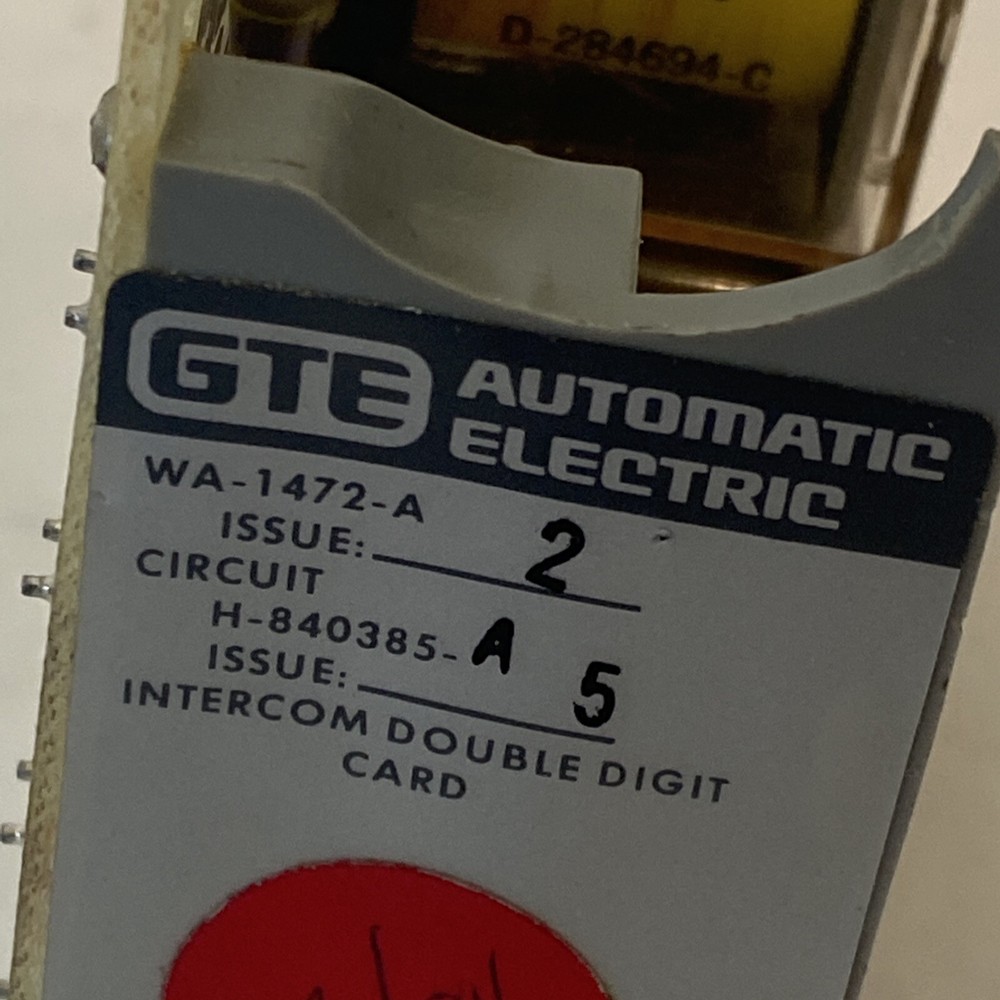 D-284694-C
GTE AUTOMATIC
ELECTRIC
WA-1472-A
ISSUE: 2
CIRCUIT
H-840385-A
ISSUE: 5
INTERCOM DOUBLE DIGIT
CARD